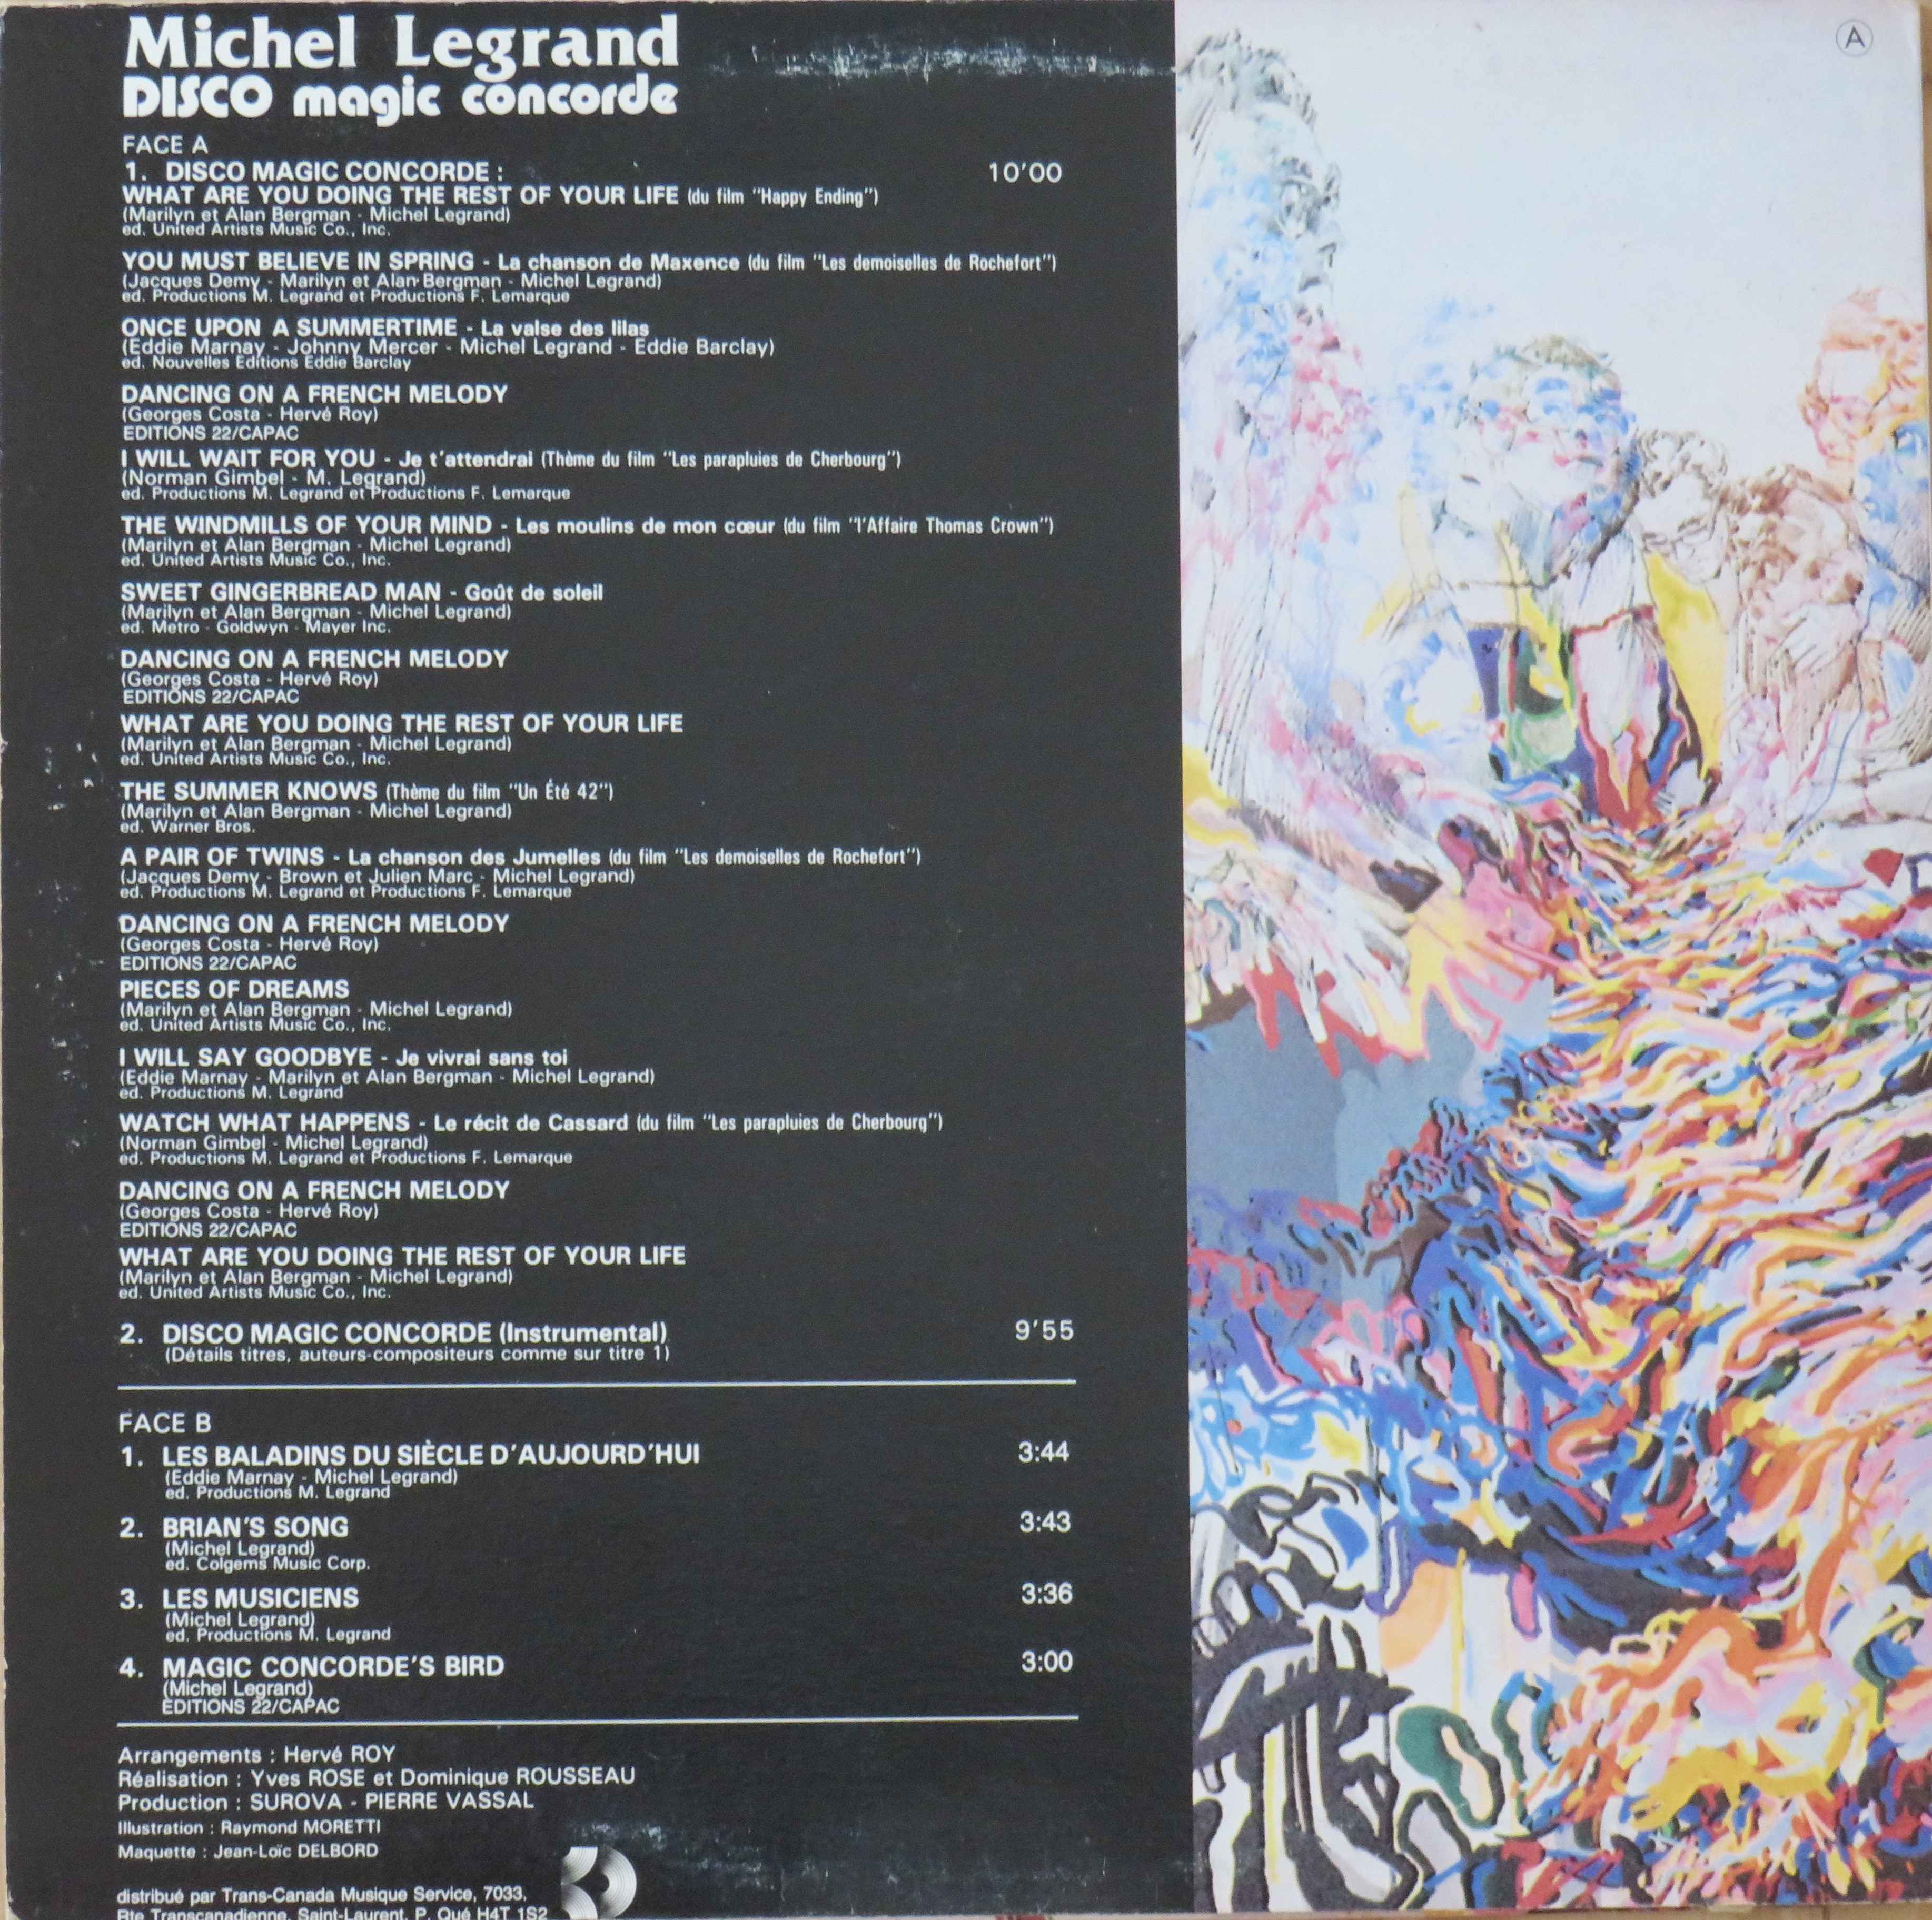 Michel Legrand
DISCO magic concorde
FACE A
1. DISCO MAGIC CONCORDE : 10'00
WHAT ARE YOU DOING THE REST OF YOUR LIFE (du film "Happy Ending")
(Marilyn et Alan Bergman - Michel Legrand)
ed. United Artists Music Co., Inc.
YOU MUST BELIEVE IN SPRING - La chanson de Maxence (du film "Les demoiselles de Rochefort")
(Jacques Demy - Marilyn et Alan Bergman - Michel Legrand)
ed. Productions M. Legrand et Productions F. Lemarque
ONCE UPON A SUMMERTIME - La valse des lilas
(Eddie Marnay - Johnny Mercer - Michel Legrand - Eddie Barclay)
ed. Nouvelles Editions Eddie Barclay
DANCING ON A FRENCH MELODY
(Georges Costa - Hervé Roy)
EDITIONS 22/CAPAC
I WILL WAIT FOR YOU - Je t'attendrai (Thème du film "Les parapluies de Cherbourg")
(Norman Gimbel - M. Legrand)
ed. Productions M. Legrand et Productions F. Lemarque
THE WINDMILLS OF YOUR MIND - Les moulins de mon cœur (du film "l'Affaire Thomas Crown")
(Marilyn et Alan Bergman - Michel Legrand)
ed. United Artists Music Co., Inc.
SWEET GINGERBREAD MAN - Goût de soleil
(Marilyn et Alan Bergman - Michel Legrand)
ed. Metro - Goldwyn - Mayer Inc.
DANCING ON A FRENCH MELODY
(Georges Costa - Hervé Roy)
EDITIONS 22/CAPAC
WHAT ARE YOU DOING THE REST OF YOUR LIFE
(Marilyn et Alan Bergman - Michel Legrand)
ed. United Artists Music Co., Inc.
THE SUMMER KNOWS (Thème du film "Un Été 42")
(Marilyn et Alan Bergman - Michel Legrand)
ed. Warner Bros.
A PAIR OF TWINS - La chanson des Jumelles (du film "Les demoiselles de Rochefort")
(Jacques Demy - Brown et Julien Marc - Michel Legrand)
ed. Productions M. Legrand et Productions F. Lemarque
DANCING ON A FRENCH MELODY
(Georges Costa - Hervé Roy)
EDITIONS 22/CAPAC
PIECES OF DREAMS
(Marilyn et Alan Bergman - Michel Legrand)
ed. United Artists Music Co., Inc.
I WILL SAY GOODBYE - Je vivrai sans toi
(Eddie Marnay - Marilyn et Alan Bergman - Michel Legrand)
ed. Productions M. Legrand
WATCH WHAT HAPPENS - Le récit de Cassard (du film "Les parapluies de Cherbourg")
(Norman Gimbel - Michel Legrand)
ed. Productions M. Legrand et Productions F. Lemarque
DANCING ON A FRENCH MELODY
(Georges Costa - Hervé Roy)
EDITIONS 22/CAPAC
WHAT ARE YOU DOING THE REST OF YOUR LIFE
(Marilyn et Alan Bergman - Michel Legrand)
ed. United Artists Music Co., Inc.
2. DISCO MAGIC CONCORDE (Instrumental) 9'55
(Détails titres, auteurs-compositeurs comme sur titre 1)
FACE B
1. LES BALADINS DU SIÈCLE D'AUJOURD'HUI 3:44
(Eddie Marnay - Michel Legrand)
ed. Productions M. Legrand
2. BRIAN'S SONG 3:43
(Michel Legrand)
ed. Colgems Music Corp.
3. LES MUSICIENS 3:36
(Michel Legrand)
ed. Productions M. Legrand
4. MAGIC CONCORDE'S BIRD 3:00
(Michel Legrand)
EDITIONS 22/CAPAC
Arrangements : Hervé ROY
Réalisation : Yves ROSE et Dominique ROUSSEAU
Production : SUROVA - PIERRE VASSAL
Illustration : Raymond MORETTI
Maquette : Jean-Loïc DELBORD
distribué par Trans-Canada Musique Service, 7033,
Rte Transcanadienne, Saint-Laurent, P. Qué H4T 1S2
A